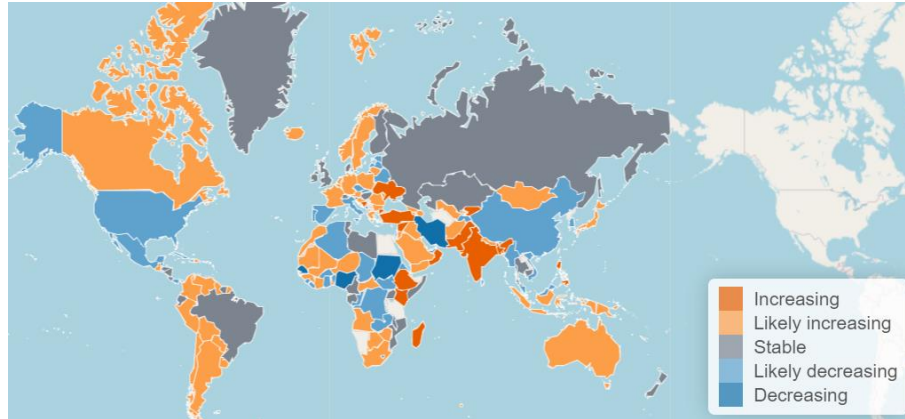 Increasing
Likely increasing
Stable
Likely decreasing
Decreasing